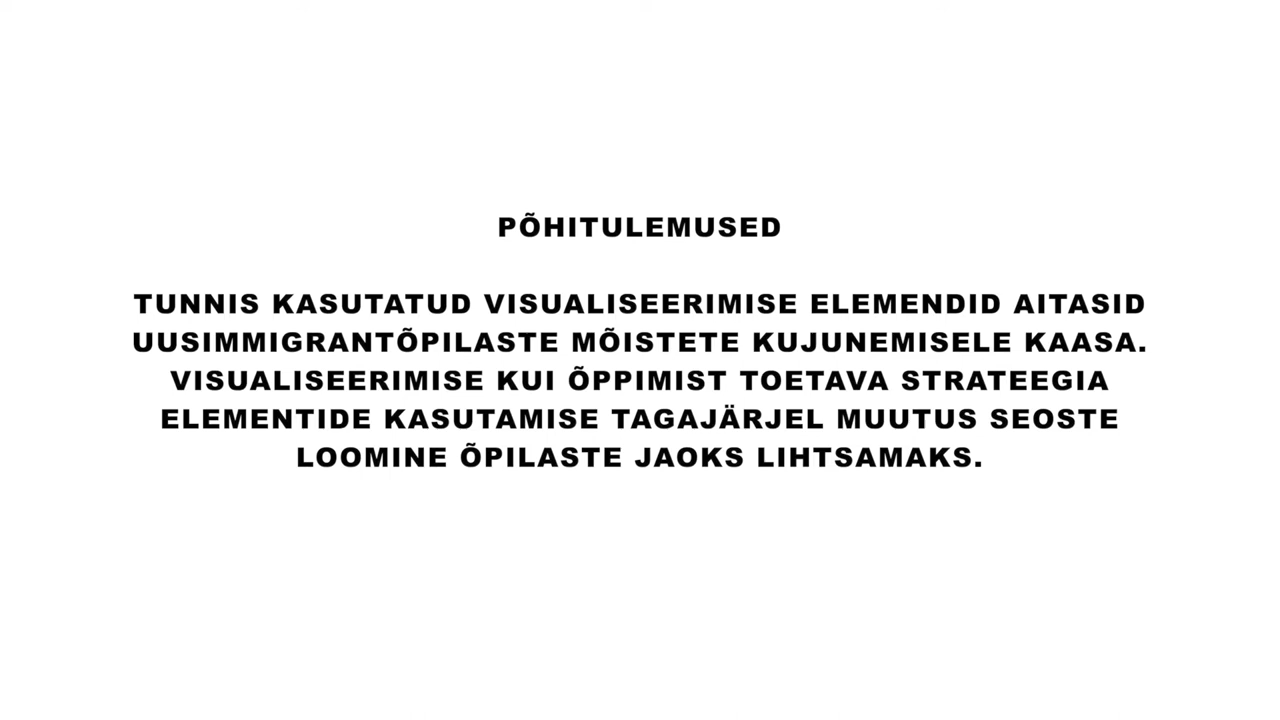 PÕHITULEMUSED
TUNNIS KASUTATUD VISUALISEERIMISE ELEMENDID AITASID
UUSIMMIGRANTÕPILASTE MÕISTETE KUJUNEMISELE KAASA.
VISUALISEERIMISE KUI ÕPPIMIST TOETAVA STRATEEGIA
ELEMENTIDE KASUTAMISE TAGAJÄRJEL MUUTUS SEOSTE
LOOMINE ÕPILASTE JAOKS LIHTSAMAKS.